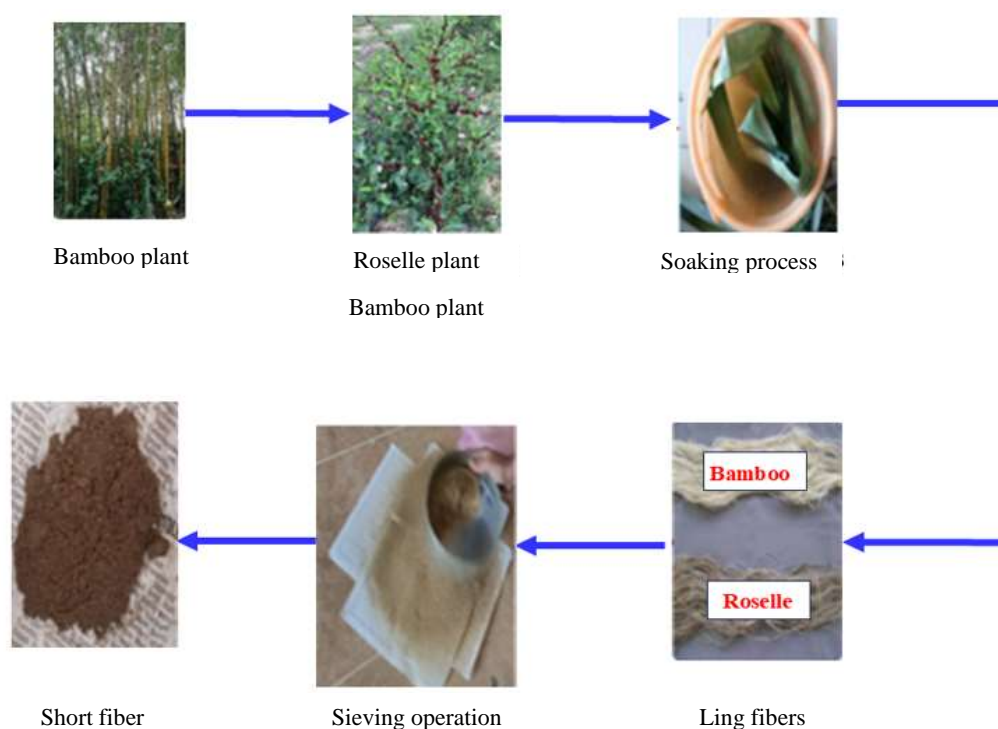 Bamboo plant
Roselle plant
Soaking process
Bamboo plant
Bamboo
Roselle
Short fiber
Sieving operation
Ling fibers